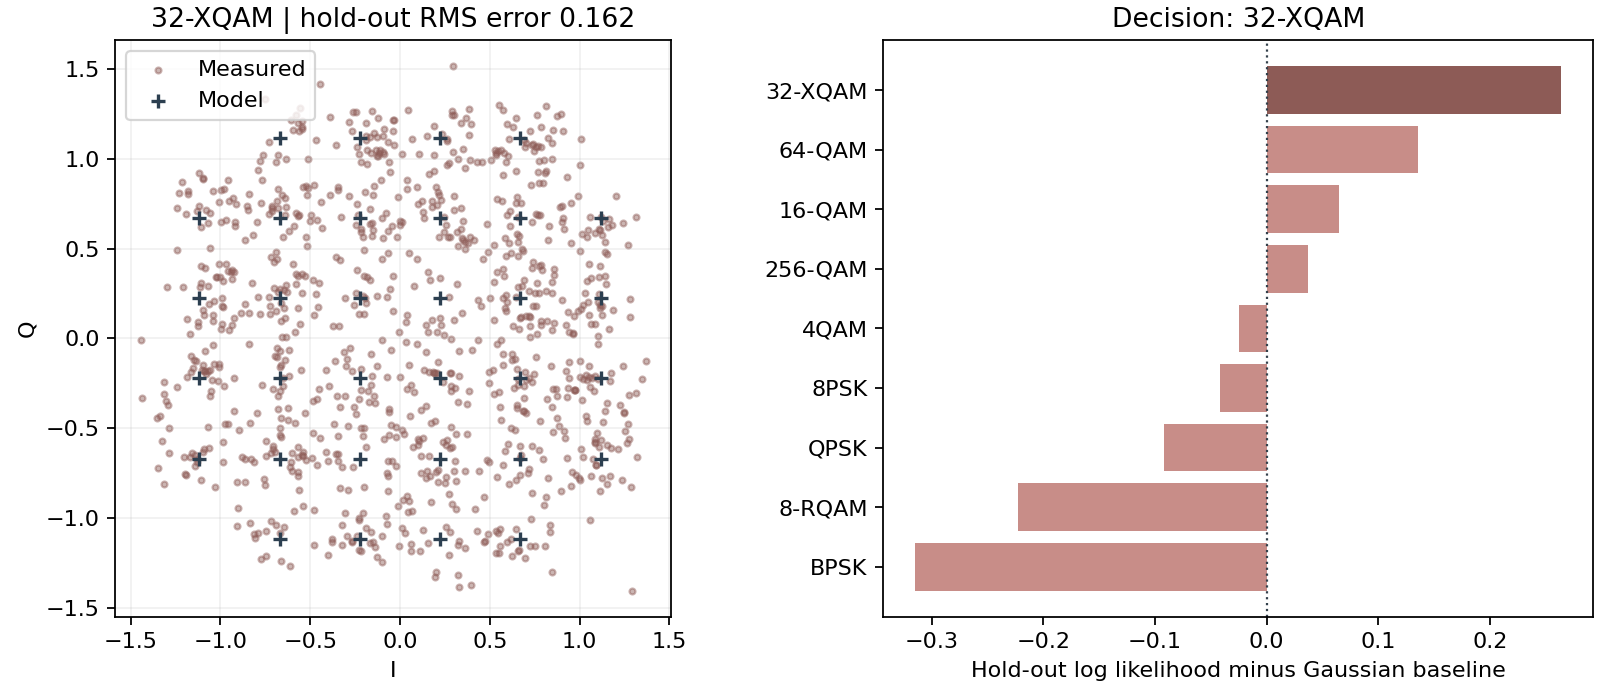 32-XQAM | hold-out RMS error 0.162
Measured
Model
1.5
1.0
0.5
0.0
−0.5
−1.0
−1.5
Q
−1.5 −1.0 −0.5 0.0 0.5 1.0 1.5
I
Decision: 32-XQAM
32-XQAM
64-QAM
16-QAM
256-QAM
4QAM
8PSK
QPSK
8-RQAM
BPSK
−0.3 −0.2 −0.1 0.0 0.1 0.2
Hold-out log likelihood minus Gaussian baseline